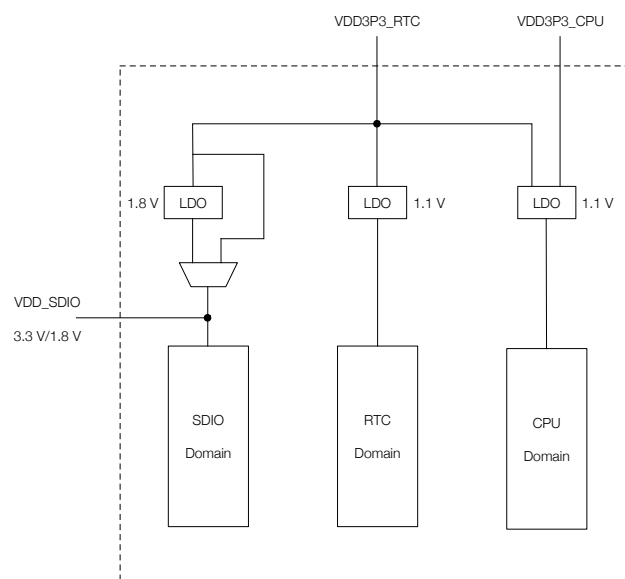 VDD3P3_RTC
VDD3P3_CPU
1.8 V
LDO
LDO
1.1 V
LDO
1.1 V
VDD_SDIO
3.3 V/1.8 V
SDIO
Domain
RTC
Domain
CPU
Domain